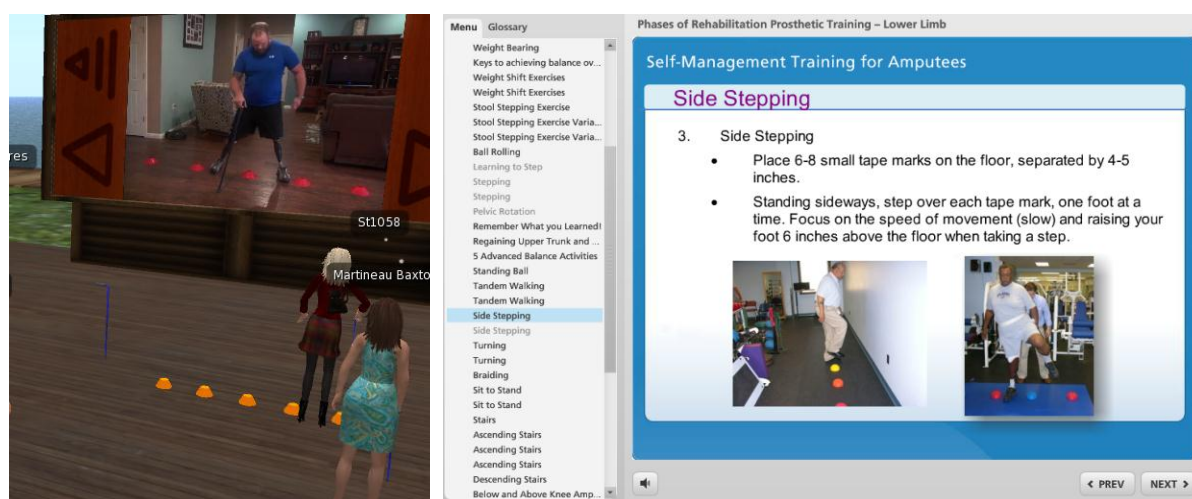 res
St1058
Martineau Baxto
Menu Glossary
Weight Bearing
Keys to achieving balance ov...
Weight Shift Exercises
Weight Shift Exercises
Stool Stepping Exercise
Stool Stepping Exercise Varia...
Stool Stepping Exercise Varia...
Ball Rolling
Learning to Step
Stepping
Stepping
Pelvic Rotation
Remember What you Learned!
Regaining Upper Trunk and ...
5 Advanced Balance Activities
Standing Ball
Tandem Walking
Tandem Walking
Side Stepping
Side Stepping
Turning
Turning
Braiding
Sit to Stand
Sit to Stand
Stairs
Ascending Stairs
Ascending Stairs
Ascending Stairs
Descending Stairs
Below and Above Knee Amp...
Phases of Rehabilitation Prosthetic Training – Lower Limb
Self-Management Training for Amputees
Side Stepping
3. Side Stepping
• Place 6-8 small tape marks on the floor, separated by 4-5
inches.
• Standing sideways, step over each tape mark, one foot at a
time. Focus on the speed of movement (slow) and raising your
foot 6 inches above the floor when taking a step.
< PREV
NEXT >